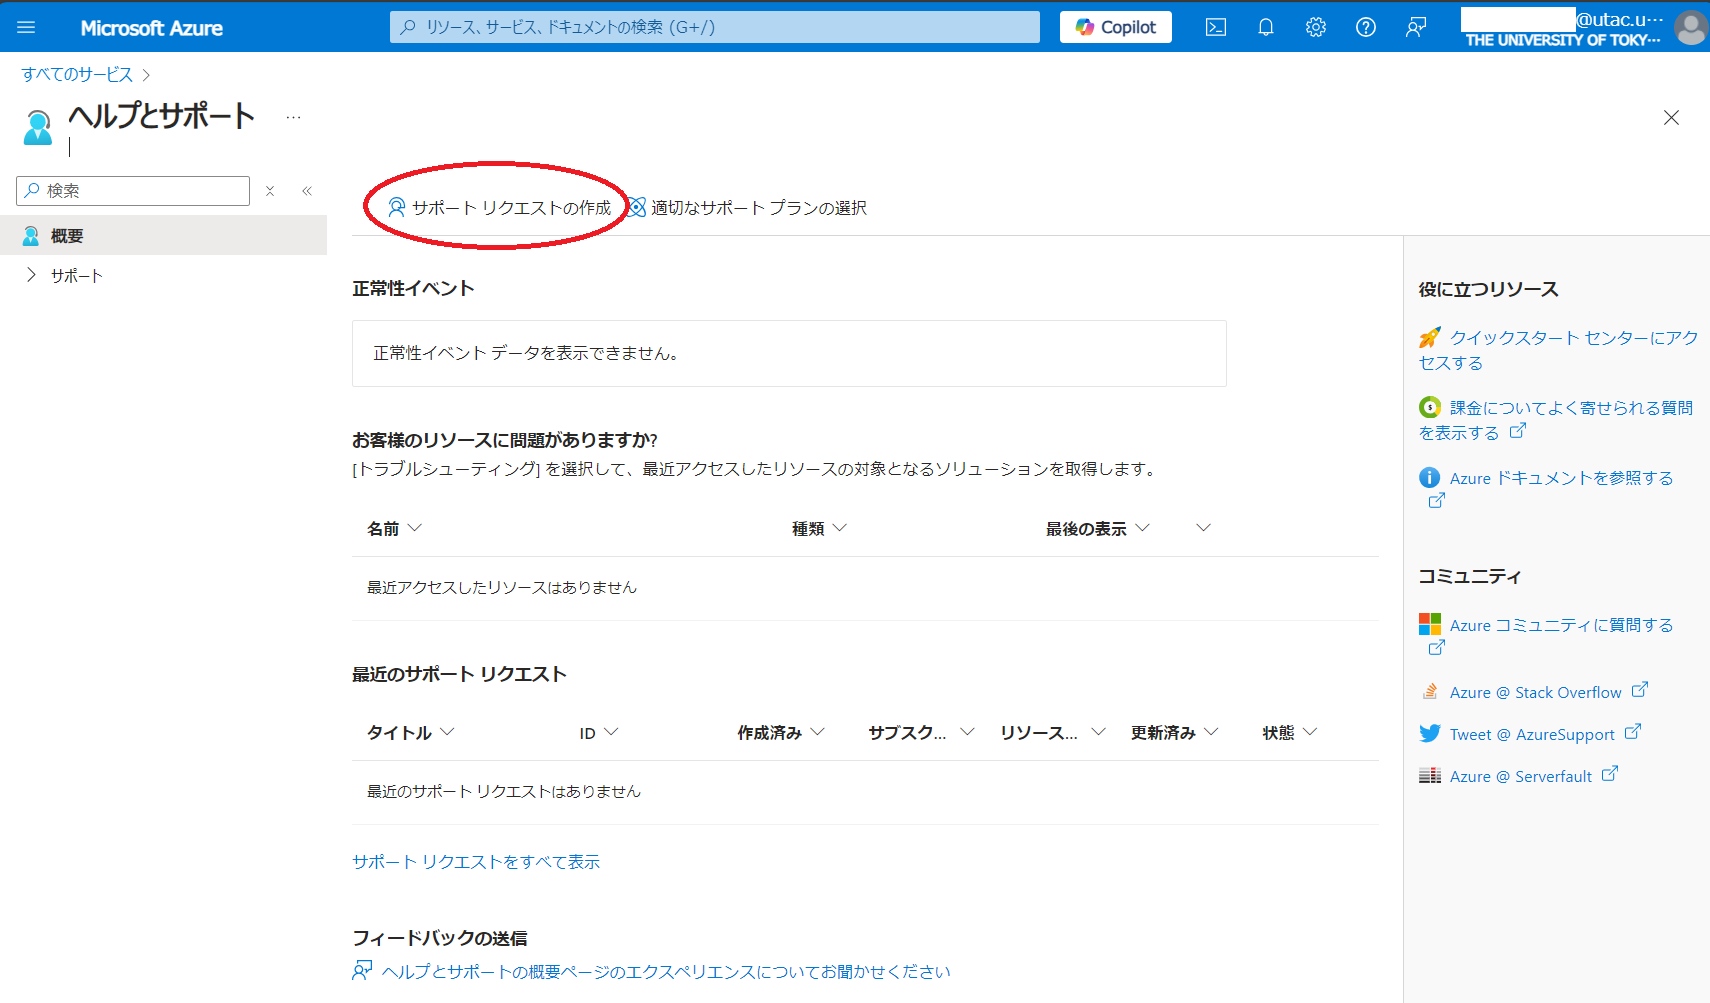 Microsoft Azure
リソース、サービス、ドキュメントの検索 (G+/)
Copilot
@utac.u···
THE UNIVERSITY OF TOKY···
すべてのサービス
ヘルプとサポート
検索
概要
サポート
サポート リクエストの作成
適切なサポート プランの選択
正常性イベント
正常性イベント データを表示できません。
お客様のリソースに問題がありますか?
[トラブルシューティング] を選択して、最近アクセスしたリソースの対象となるソリューションを取得します。
名前 種類 最後の表示
最近アクセスしたリソースはありません
最近のサポート リクエスト
タイトル ID 作成済み サブスク... リソース... 更新済み 状態
最近のサポート リクエストはありません
サポート リクエストをすべて表示
フィードバックの送信
ヘルプとサポートの概要ページのエクスペリエンスについてお聞かせください
役に立つリソース
クイックスタート センターにアク
セスする
課金についてよく寄せられる質問
を表示する
Azure ドキュメントを参照する
コミュニティ
Azure コミュニティに質問する
Azure @ Stack Overflow
Tweet @ AzureSupport
Azure @ Serverfault